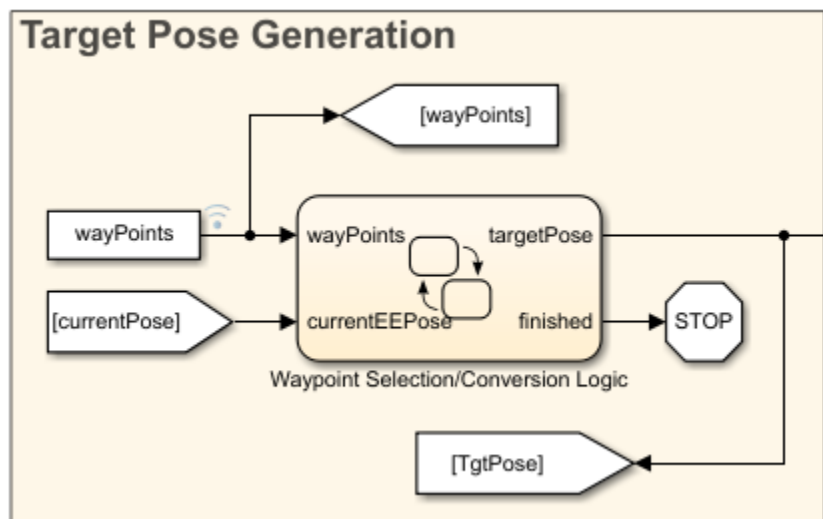 Target Pose Generation
[wayPoints]
wayPoints
wayPoints
targetPose
[currentPose]
currentEEPose
finished
STOP
Waypoint Selection/Conversion Logic
[TgtPose]